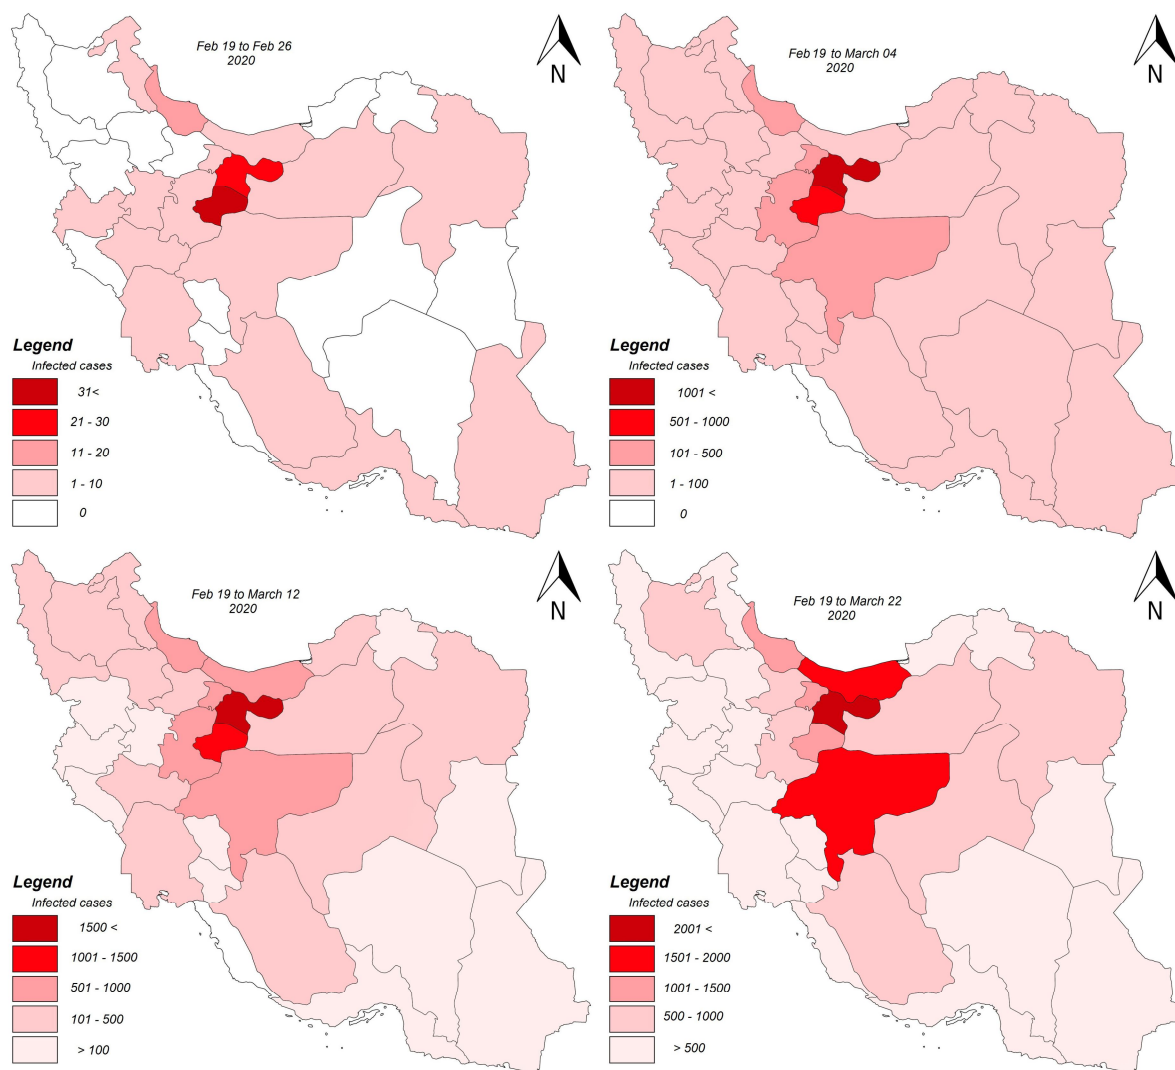 Feb 19 to Feb 26
2020
N
Legend
Infected cases
31<
21 - 30
11 - 20
1 - 10
0
Feb 19 to March 04
2020
N
Legend
Infected cases
1001 <
501 - 1000
101 - 500
1 - 100
0
Feb 19 to March 12
2020
N
Legend
Infected cases
1500 <
1001 - 1500
501 - 1000
101 - 500
> 100
Feb 19 to March 22
2020
N
Legend
Infected cases
2001 <
1501 - 2000
1001 - 1500
500 - 1000
> 500